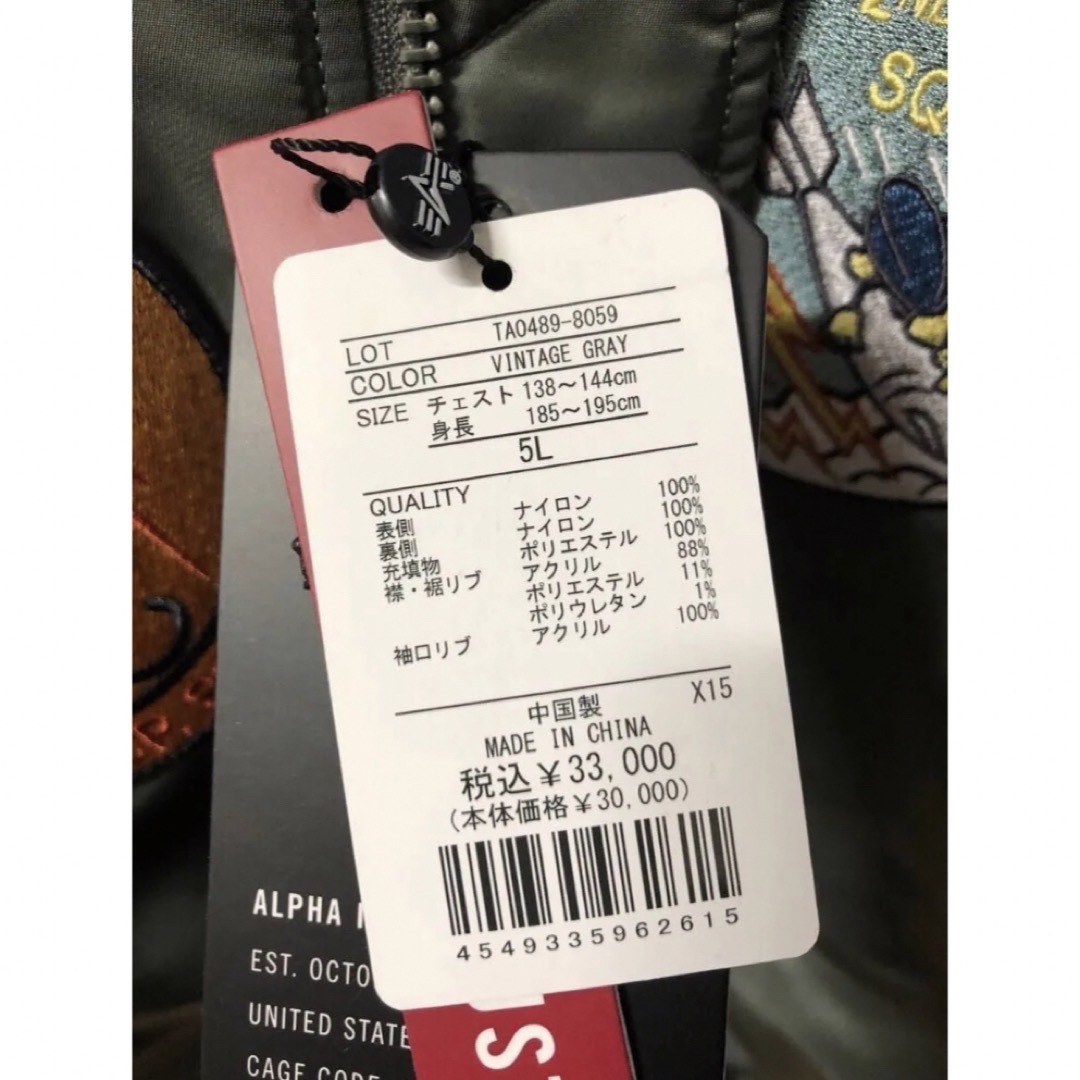 LOT TA0489-8059
COLOR VINTAGE GRAY
SIZE チェスト 138〜144cm
身長 185〜195cm
5L
QUALITY
表側 ナイロン 100%
裏側 ナイロン 100%
充填物 ポリエステル 100%
襟・裾リブ アクリル 88%
ポリエステル 11%
ポリウレタン 1%
袖口リブ アクリル 100%
X15
中国製
MADE IN CHINA
税込¥33,000
(本体価格¥30,000)
4549335962615
ALPHA
EST. OCTO
UNITED STATE
CAGE CODE
SQ